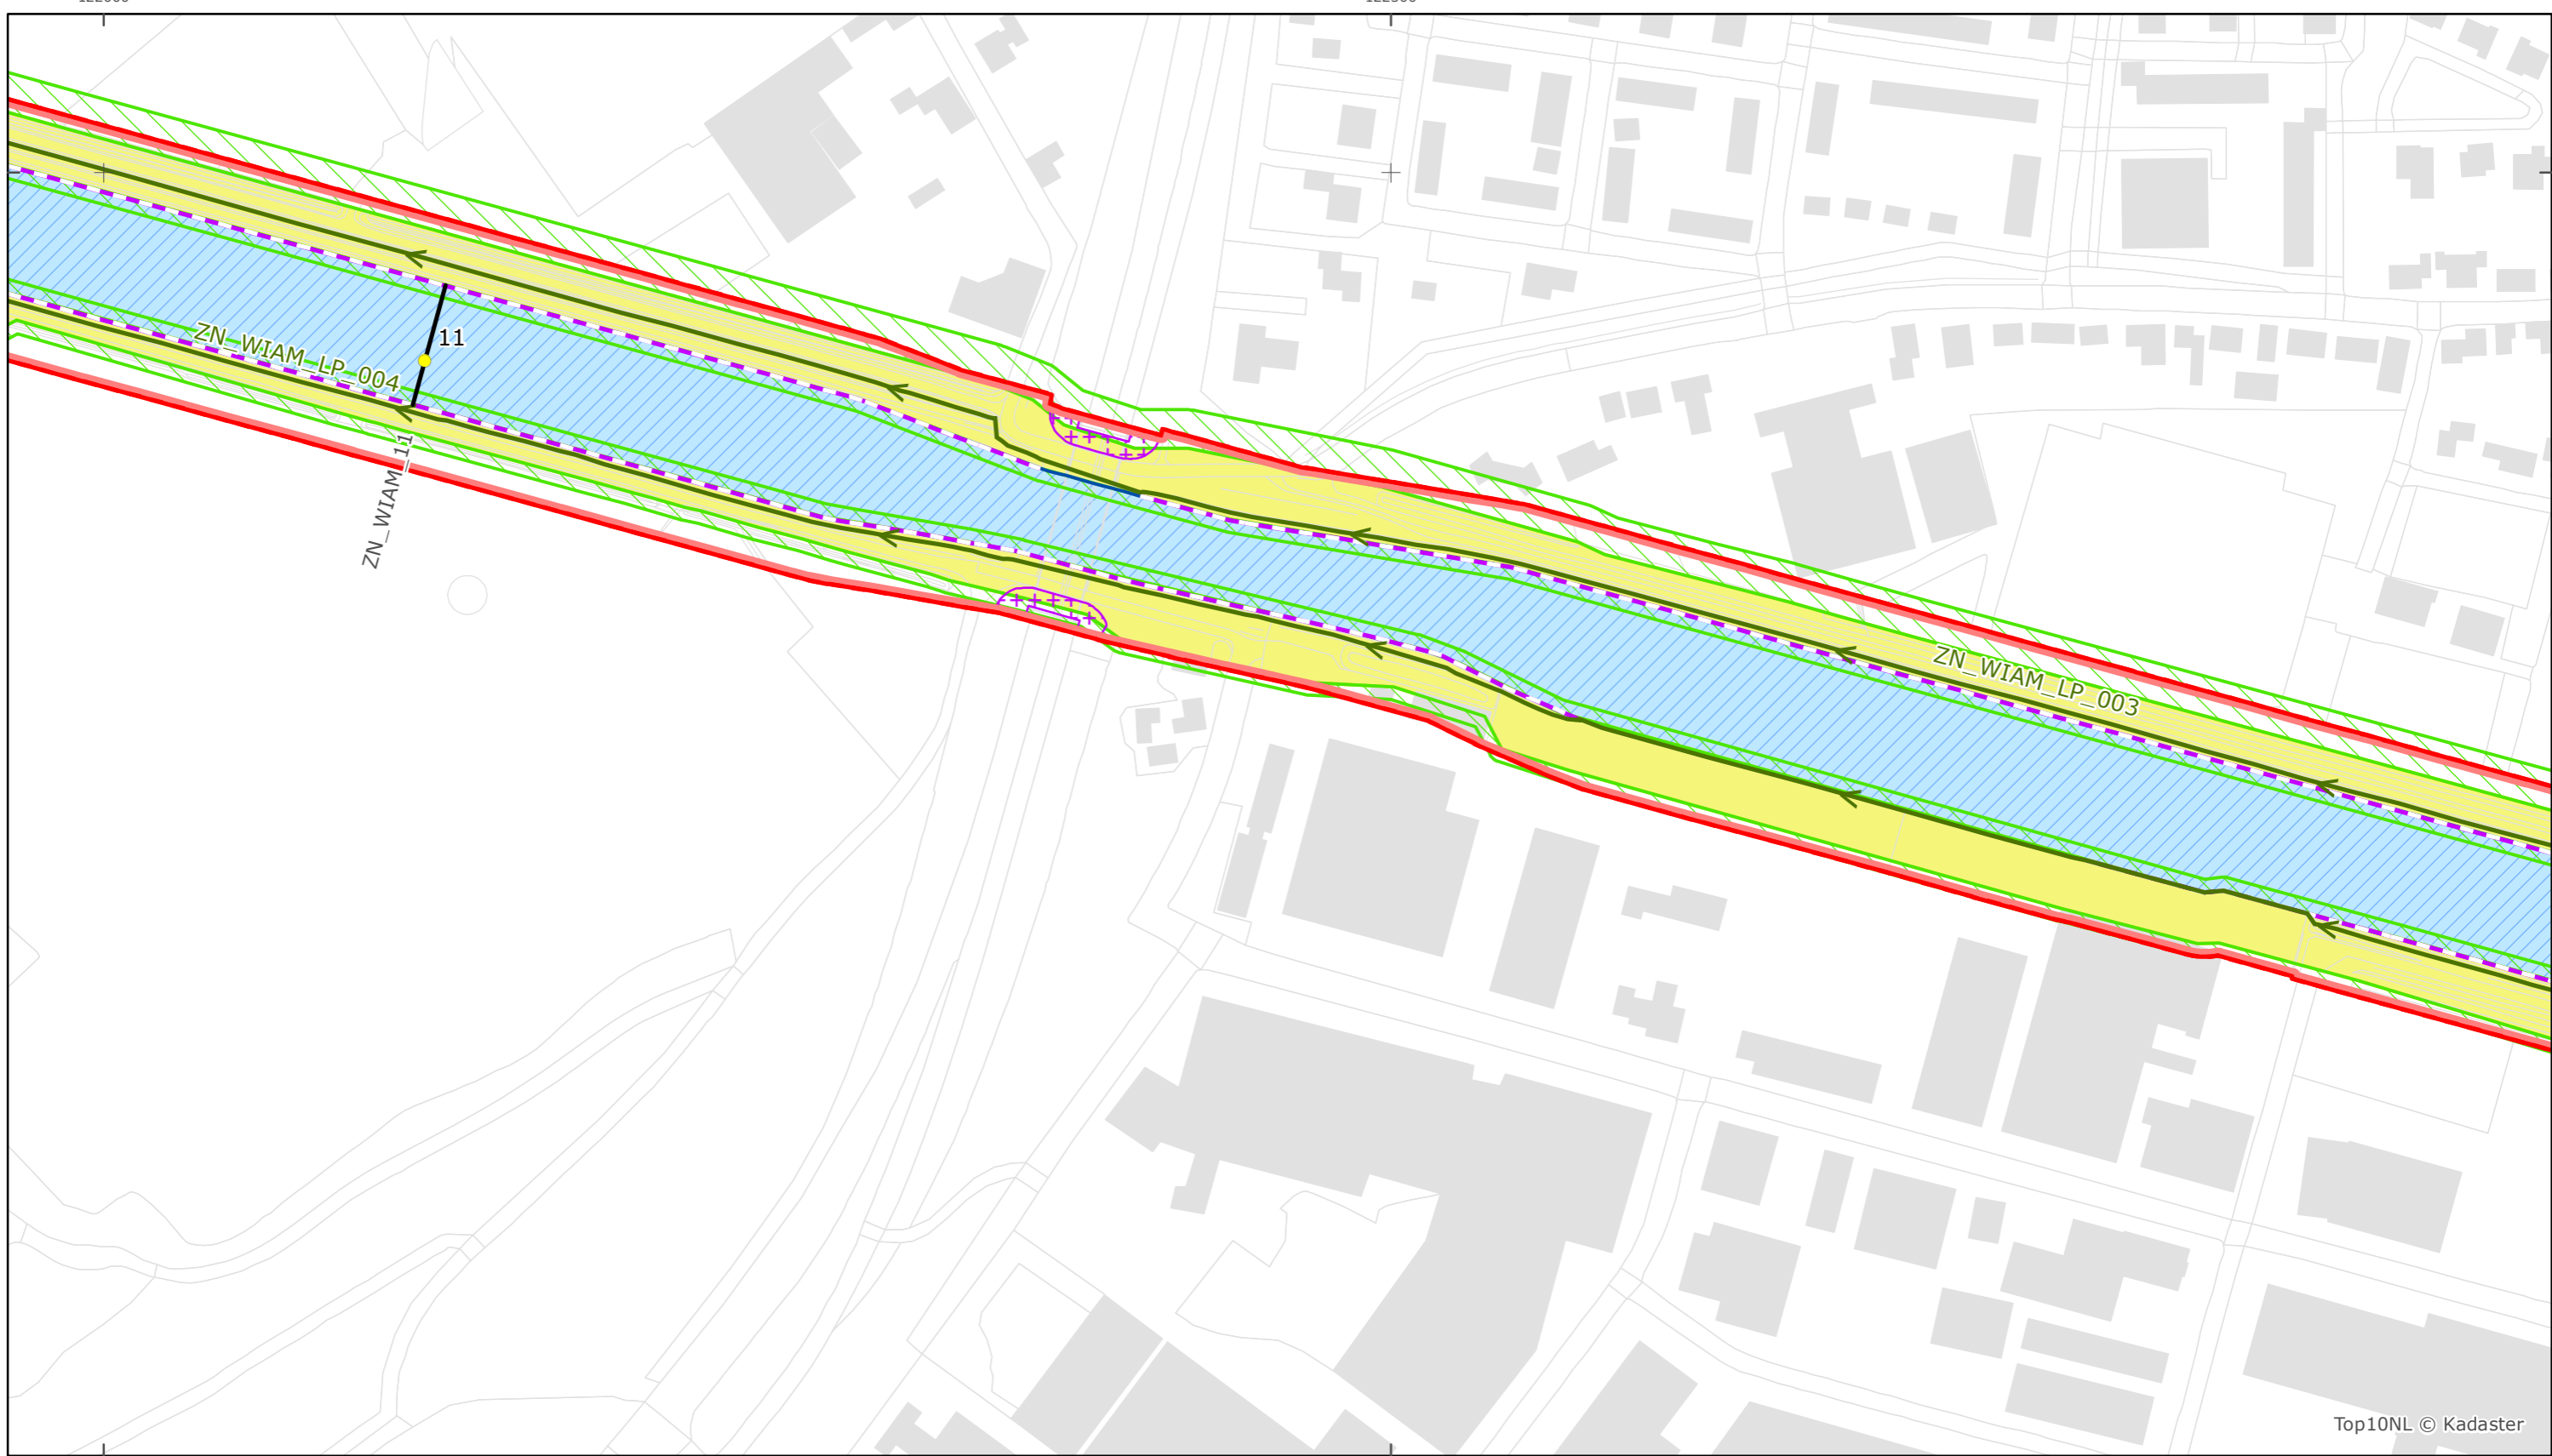 11
ZN_WIAM_LP_004
ZN_WIAM_11
ZN_WIAM_LP_003
Top10NL © Kadaster